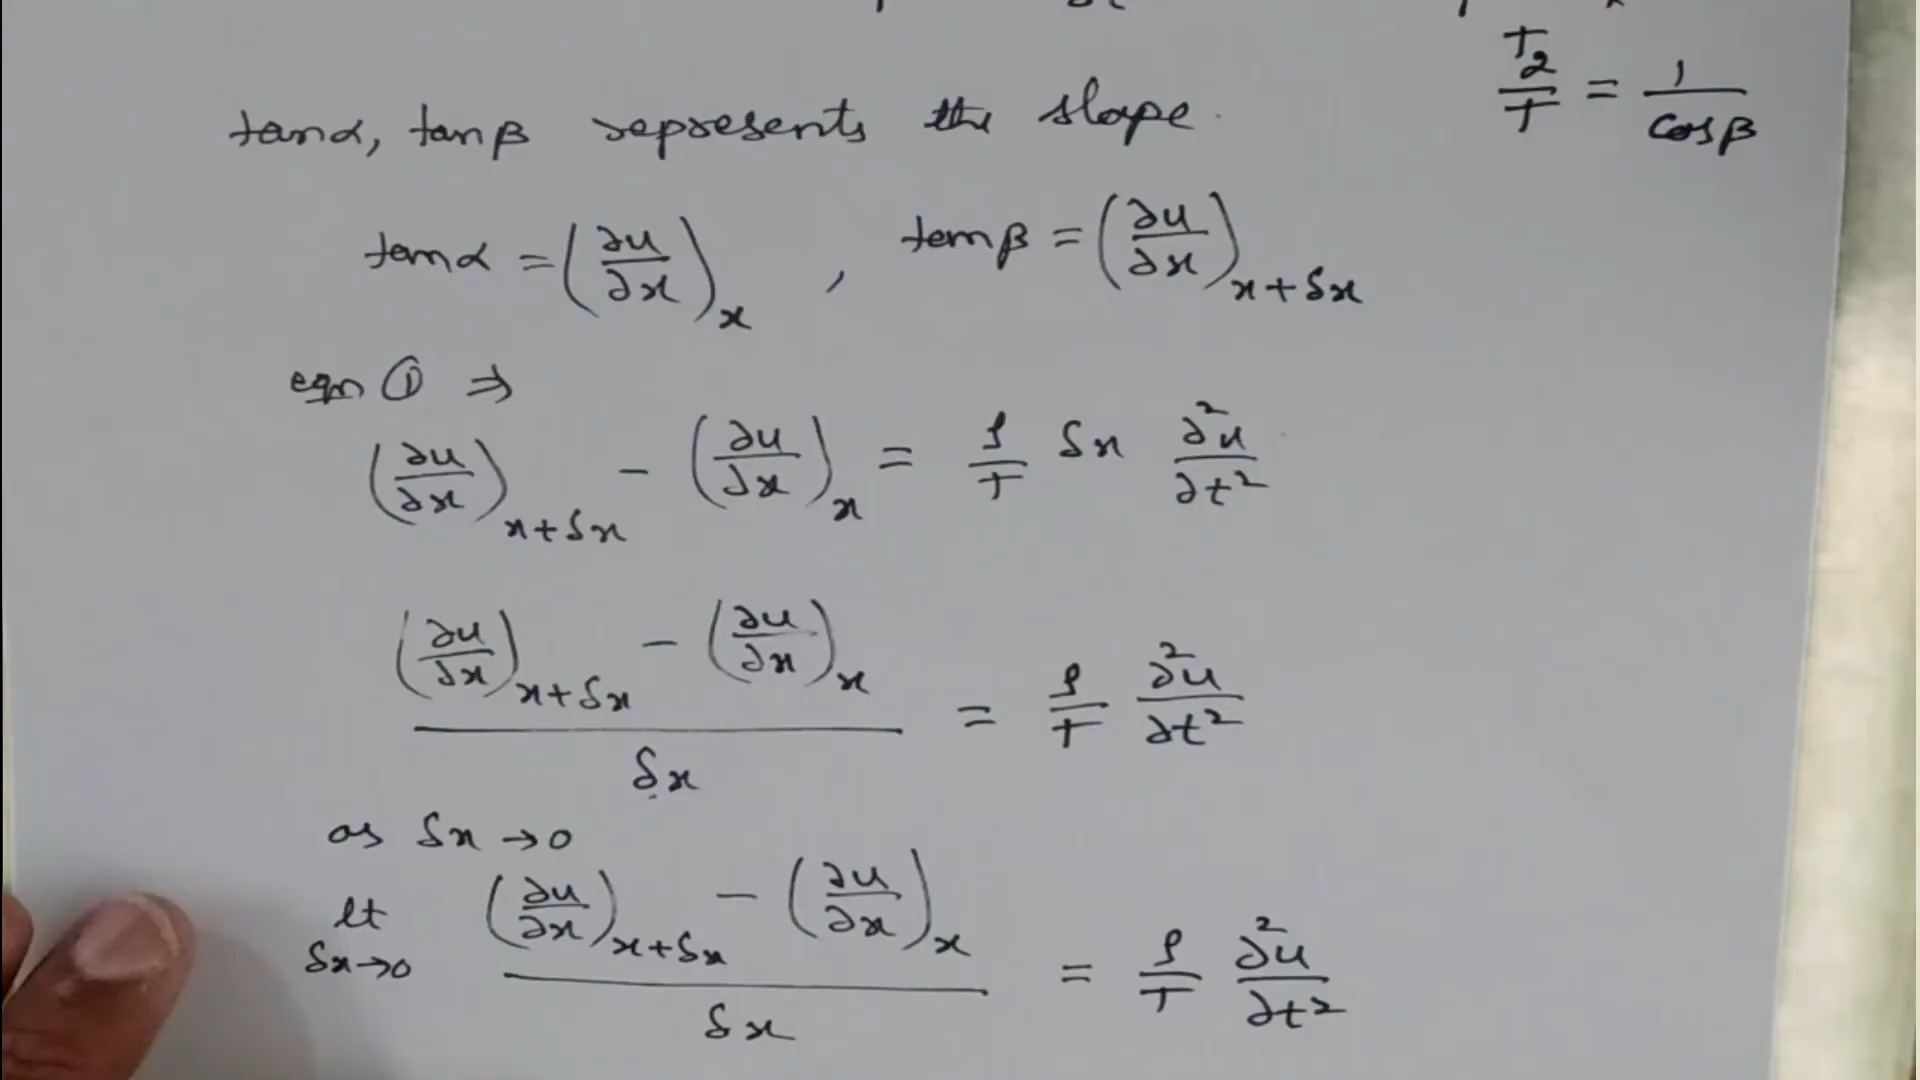 T₂/T = 1/cosβ
tanα, tanβ represents the slope.
tanα = (∂u/∂x)ₓ , tanβ = (∂u/∂x)ₓ₊δₓ
eqn ① ⇒
(∂u/∂x)ₓ₊δₓ − (∂u/∂x)ₓ = ρ/T δx ∂²u/∂t²
((∂u/∂x)ₓ₊δₓ − (∂u/∂x)ₓ)/δx = ρ/T ∂²u/∂t²
as δx → 0
lt δx→0 ((∂u/∂x)ₓ₊δₓ − (∂u/∂x)ₓ)/δx = ρ/T ∂²u/∂t²